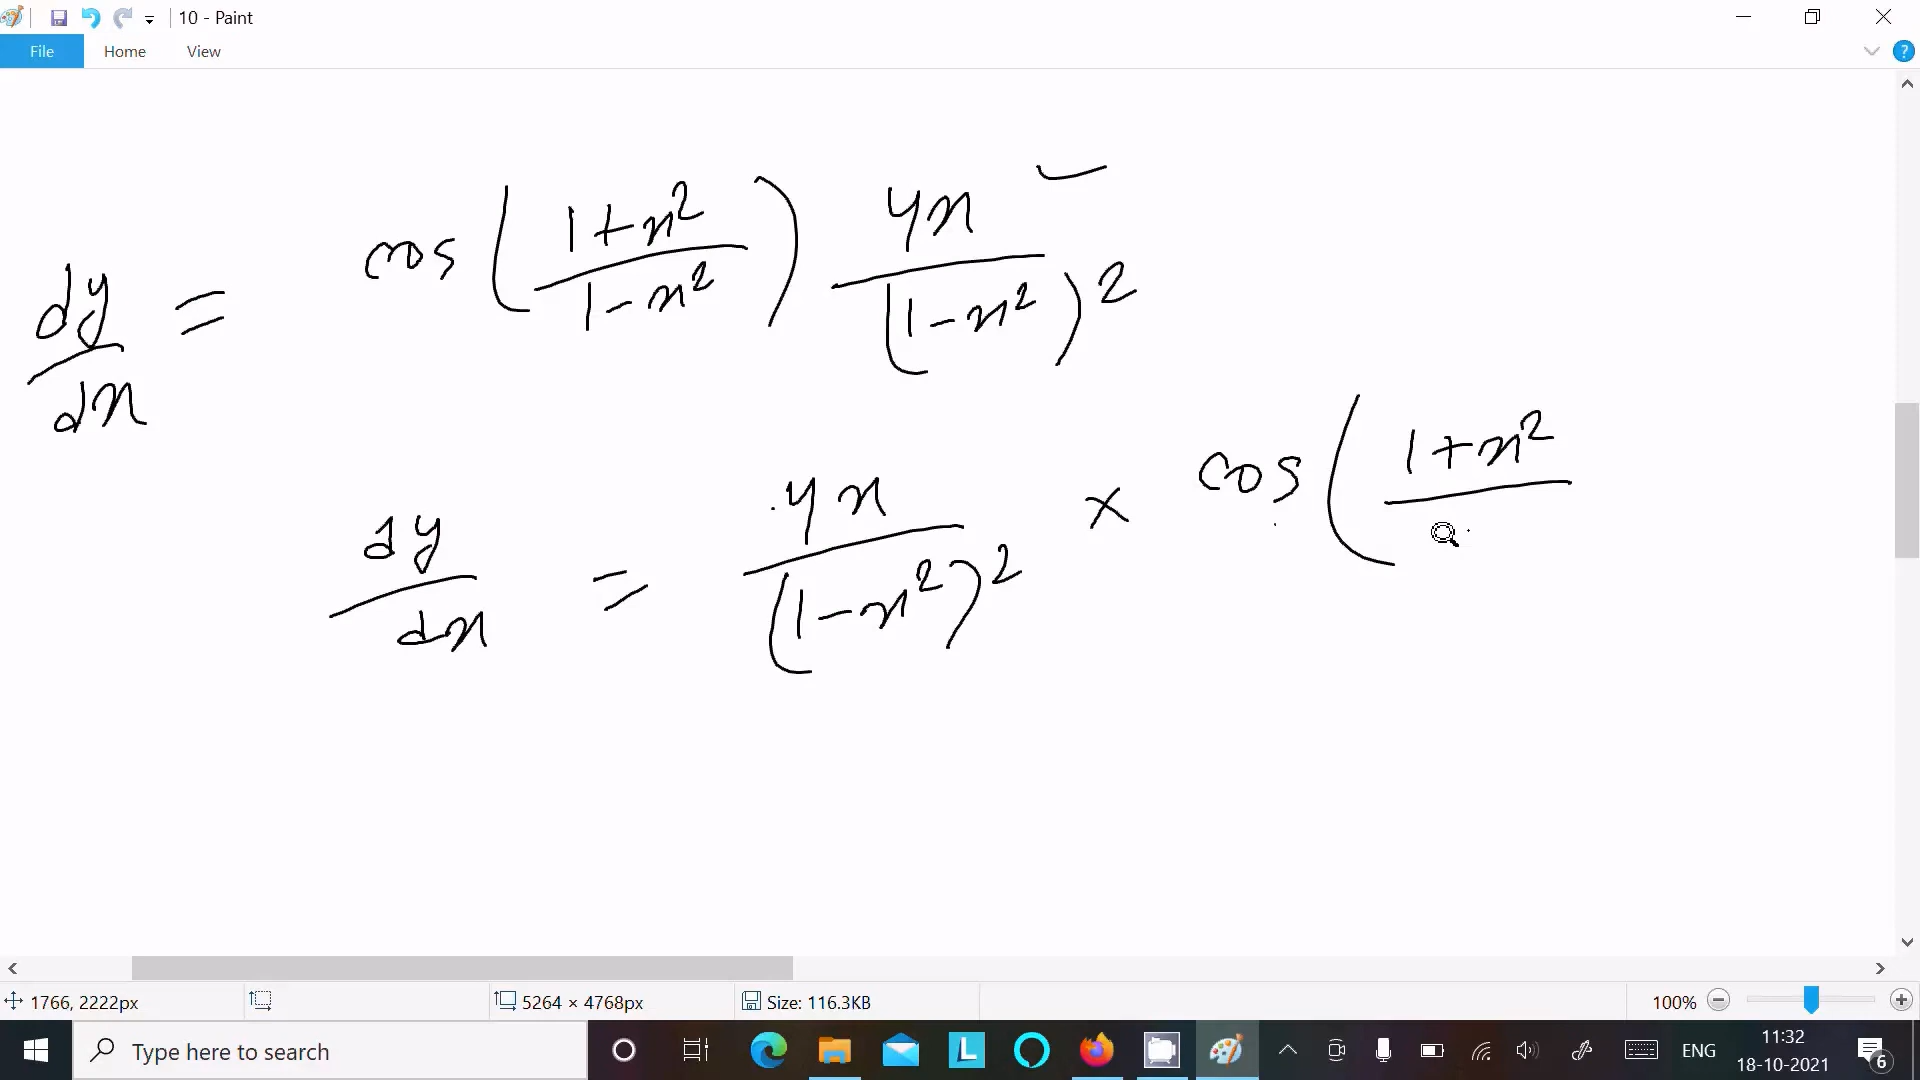 10 - Paint
File Home View
dy/dx = cos((1+x²)/(1-x²)) 4x/(1-x²)²
dy/dx = 4x/(1-x²)² × cos((1+x²)/
1766, 2222px 5264 × 4768px Size: 116.3KB 100%
Type here to search L ENG 11:32
18-10-2021 6